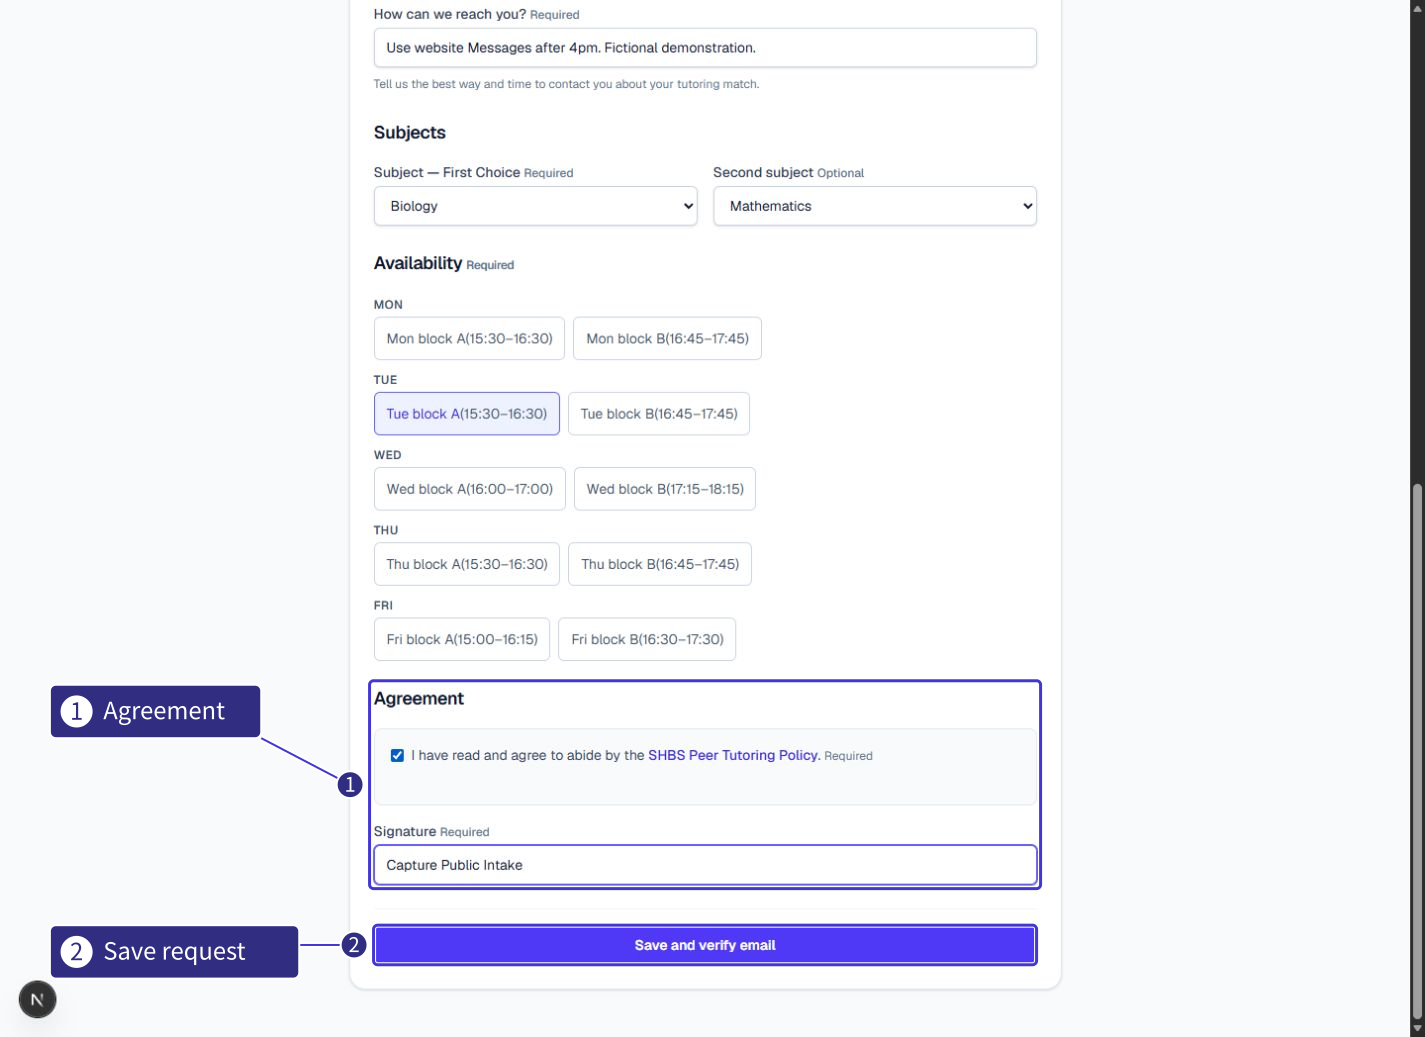 How can we reach you? Required
Use website Messages after 4pm. Fictional demonstration.
Tell us the best way and time to contact you about your tutoring match.
Subjects
Subject — First Choice Required
Second subject Optional
Biology
Mathematics
Availability Required
MON
Mon block A(15:30–16:30)
Mon block B(16:45–17:45)
TUE
Tue block A(15:30–16:30)
Tue block B(16:45–17:45)
WED
Wed block A(16:00–17:00)
Wed block B(17:15–18:15)
THU
Thu block A(15:30–16:30)
Thu block B(16:45–17:45)
FRI
Fri block A(15:00–16:15)
Fri block B(16:30–17:30)
1 Agreement
Agreement
I have read and agree to abide by the SHBS Peer Tutoring Policy. Required
1
Signature Required
Capture Public Intake
2 Save request
2
Save and verify email
N